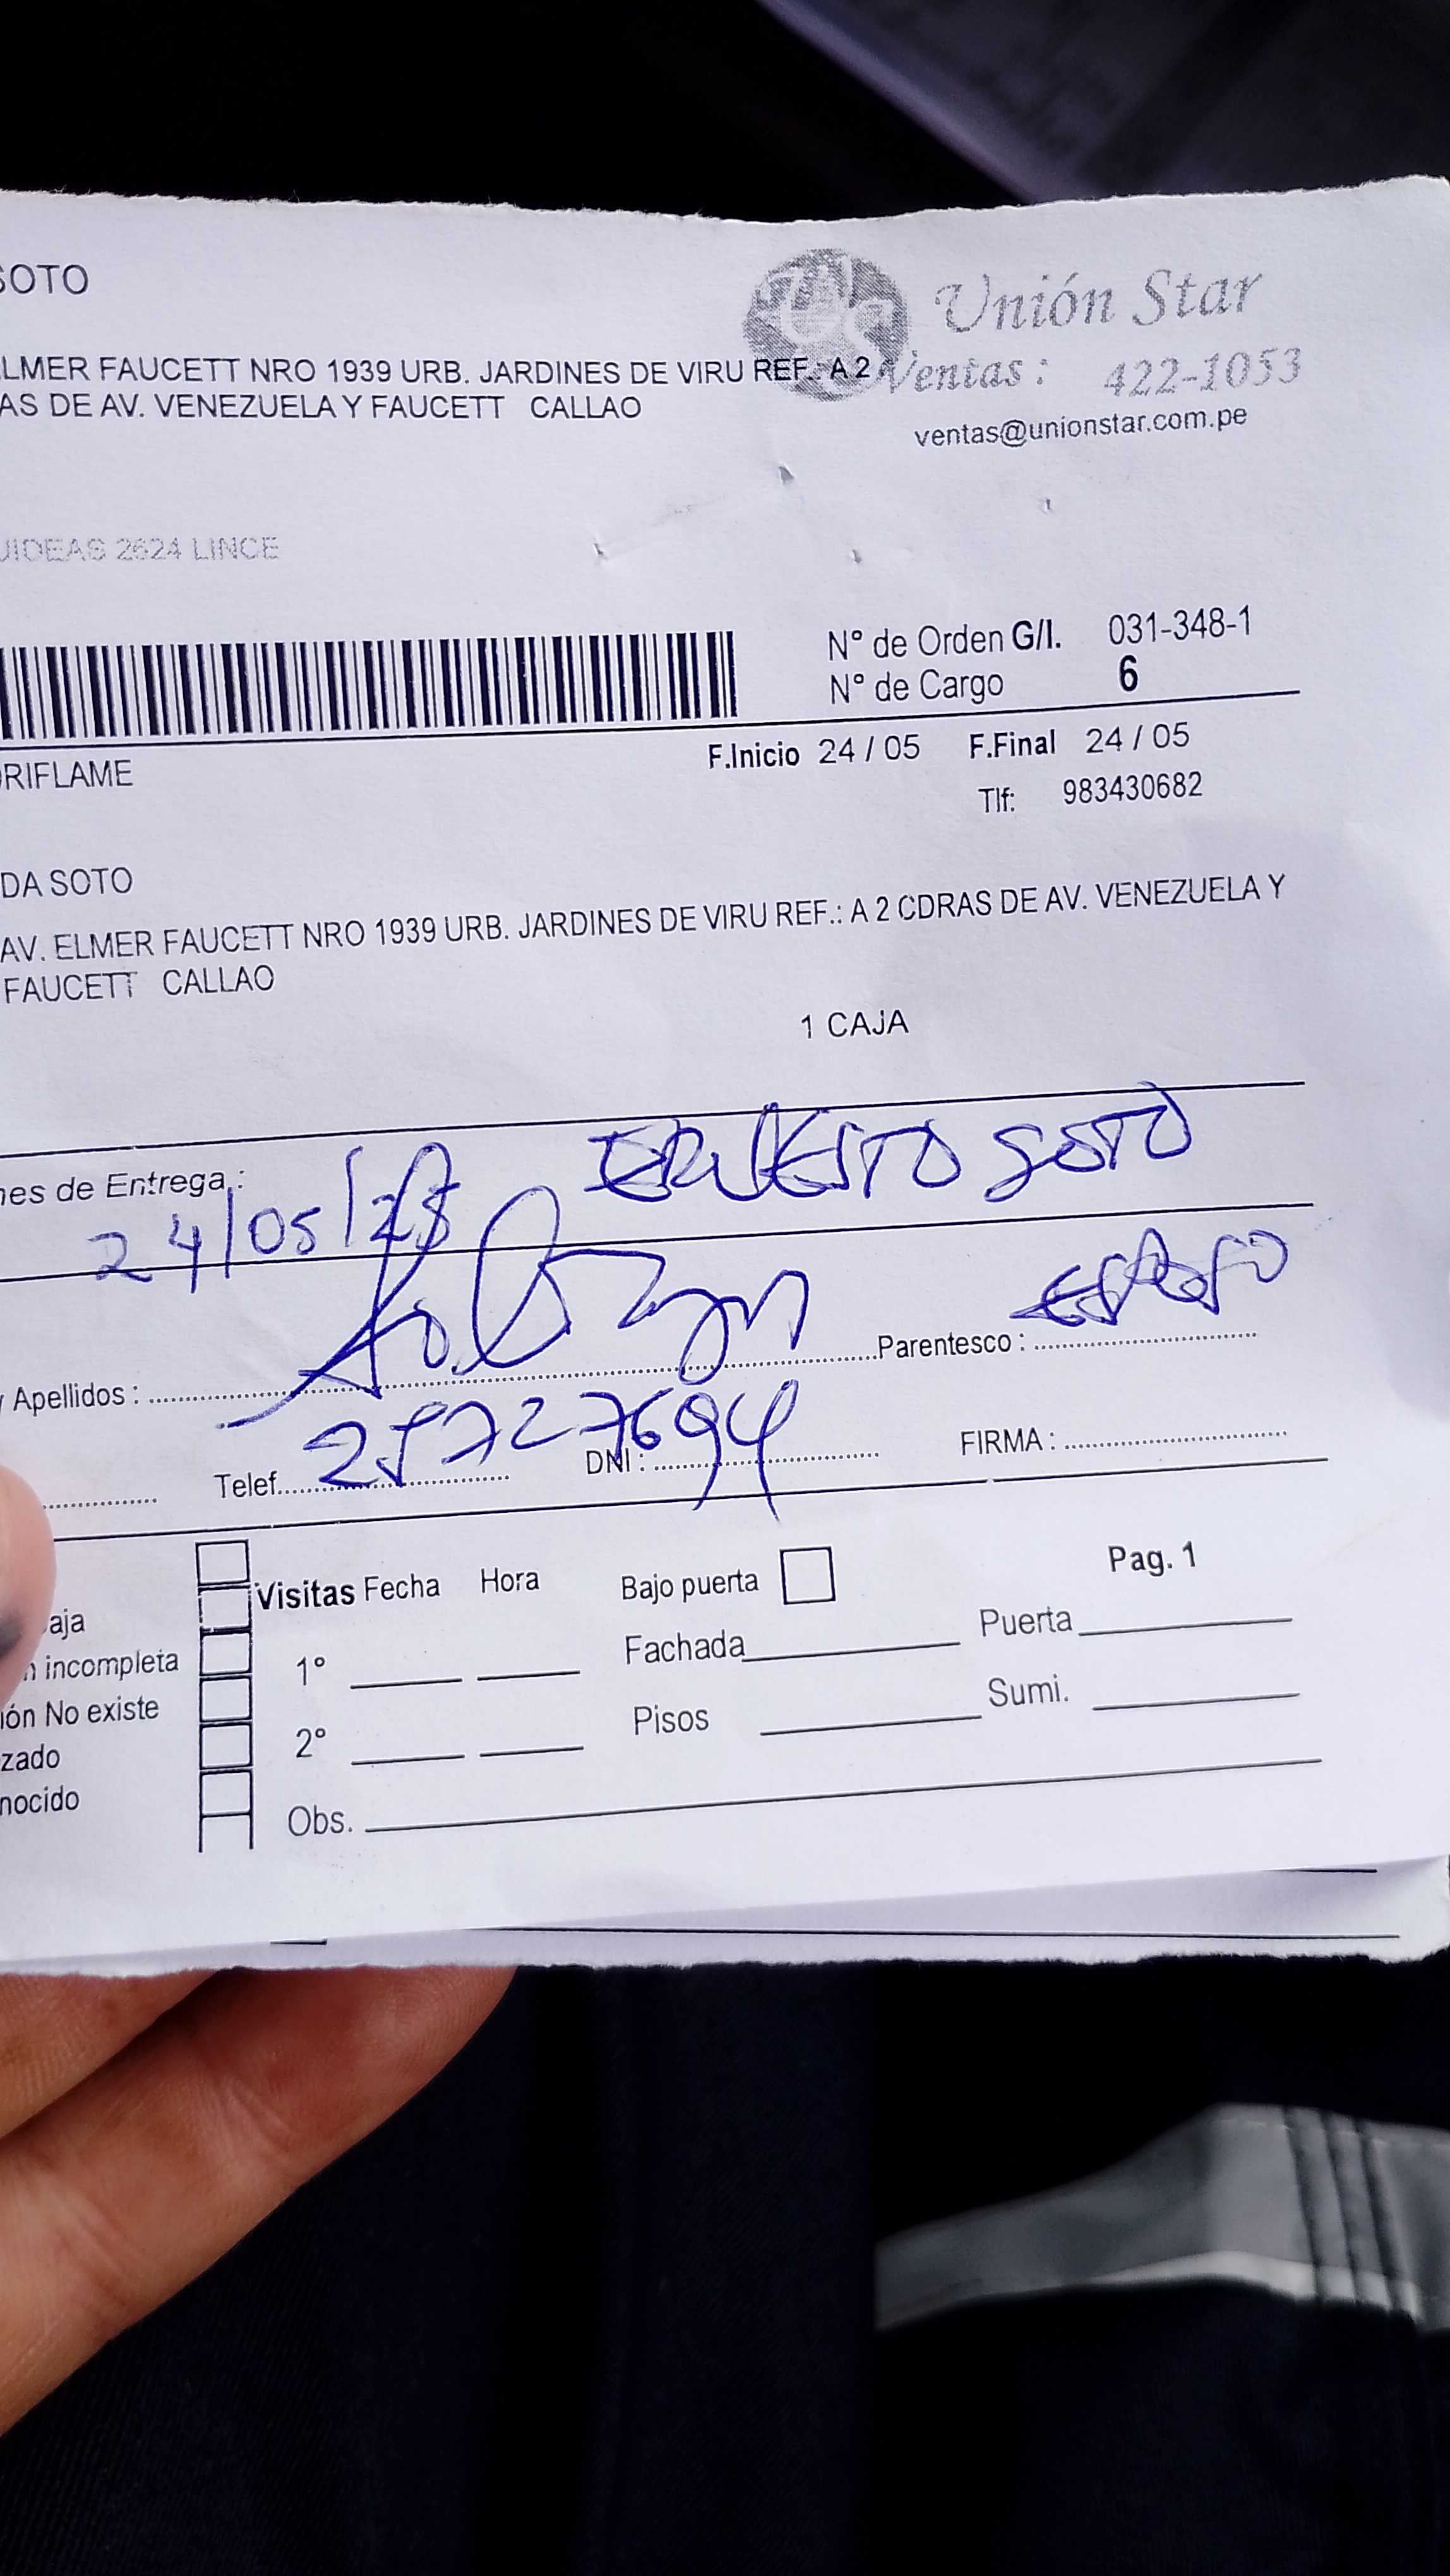 SOTO
Unión Star
LMER FAUCETT NRO 1939 URB. JARDINES DE VIRU REF.: A 2
Ventas : 422-1053
AS DE AV. VENEZUELA Y FAUCETT CALLAO
ventas@unionstar.com.pe
UIDEAS 2624 LINCE
N° de Orden G/I. 031-348-1
N° de Cargo 6
RIFLAME
F.Inicio 24 / 05 F.Final 24 / 05
Tlf: 983430682
DA SOTO
AV. ELMER FAUCETT NRO 1939 URB. JARDINES DE VIRU REF.: A 2 CDRAS DE AV. VENEZUELA Y
FAUCETT CALLAO
1 CAJA
nes de Entrega :
ERNESTO SOTO
24/05/
y Apellidos : Parentesco : ESPOSO
Telef. DNI : FIRMA :
Visitas Fecha Hora Bajo puerta Pag. 1
aja
Fachada Puerta
n incompleta
1°
ión No existe
Pisos Sumi.
zado
2°
nocido
Obs.